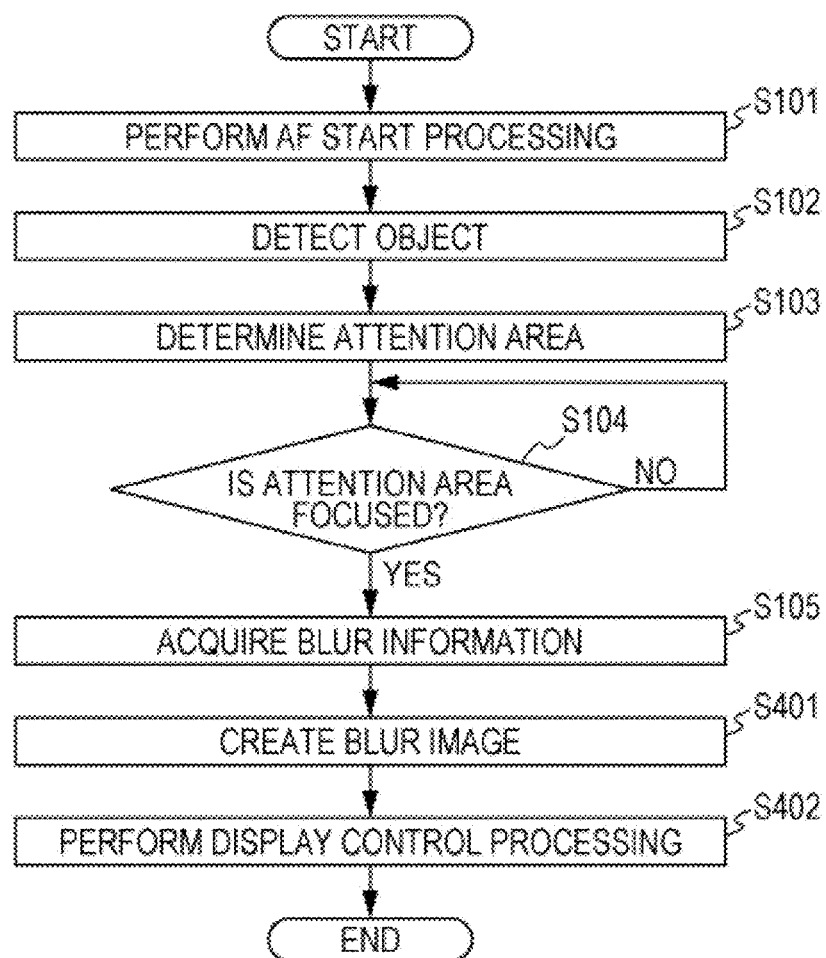 START
S101
PERFORM AF START PROCESSING
S102
DETECT OBJECT
S103
DETERMINE ATTENTION AREA
S104
IS ATTENTION AREA
FOCUSED?
NO
YES
S105
ACQUIRE BLUR INFORMATION
S401
CREATE BLUR IMAGE
S402
PERFORM DISPLAY CONTROL PROCESSING
END